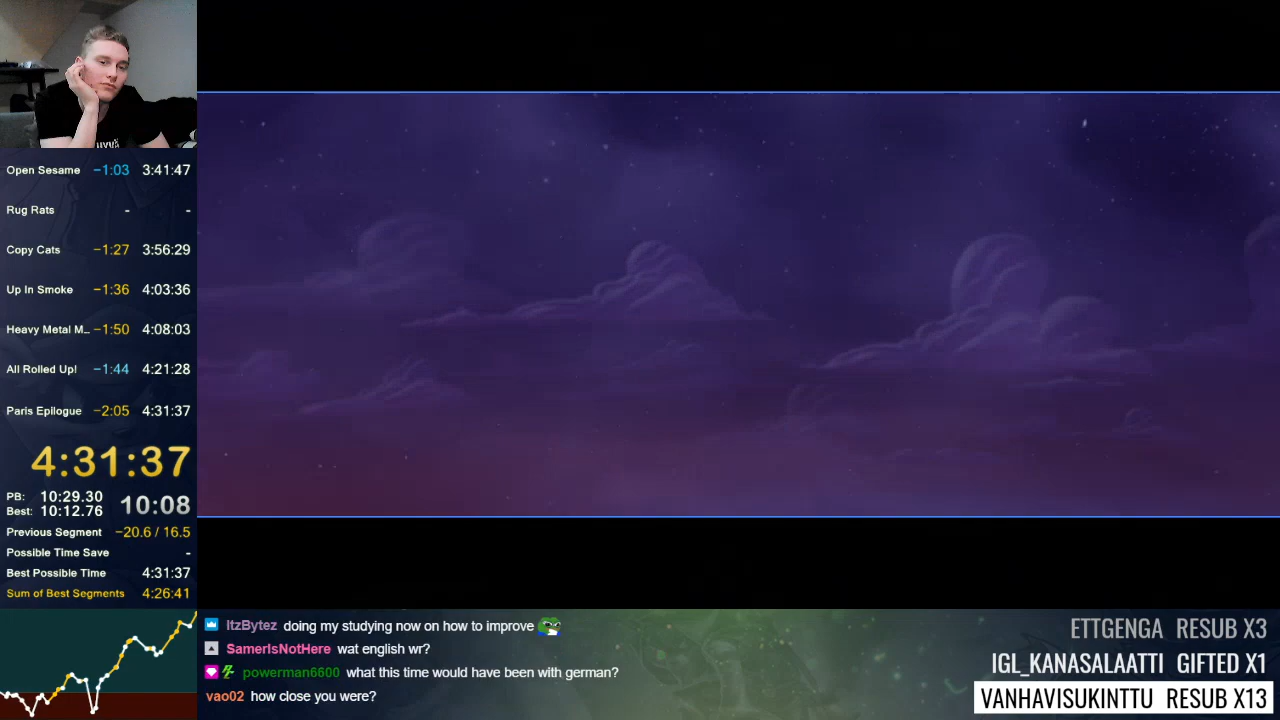 Open Sesame −1:03 3:41:47
Rug Rats - -
Copy Cats −1:27 3:56:29
Up In Smoke −1:36 4:03:36
Heavy Metal M... −1:50 4:08:03
All Rolled Up! −1:44 4:21:28
Paris Epilogue −2:05 4:31:37
4:31:37
PB: 10:29.30
Best: 10:12.76
10:08
Previous Segment −20.6 / 16.5
Possible Time Save -
Best Possible Time 4:31:37
Sum of Best Segments 4:26:41
ItzBytez doing my studying now on how to improve
SamerIsNotHere wat english wr?
powerman6600 what this time would have been with german?
vao02 how close you were?
ETTGENGA RESUB X3
IGL_KANASALAATTI GIFTED X1
VANHAVISUKINTTU RESUB X13